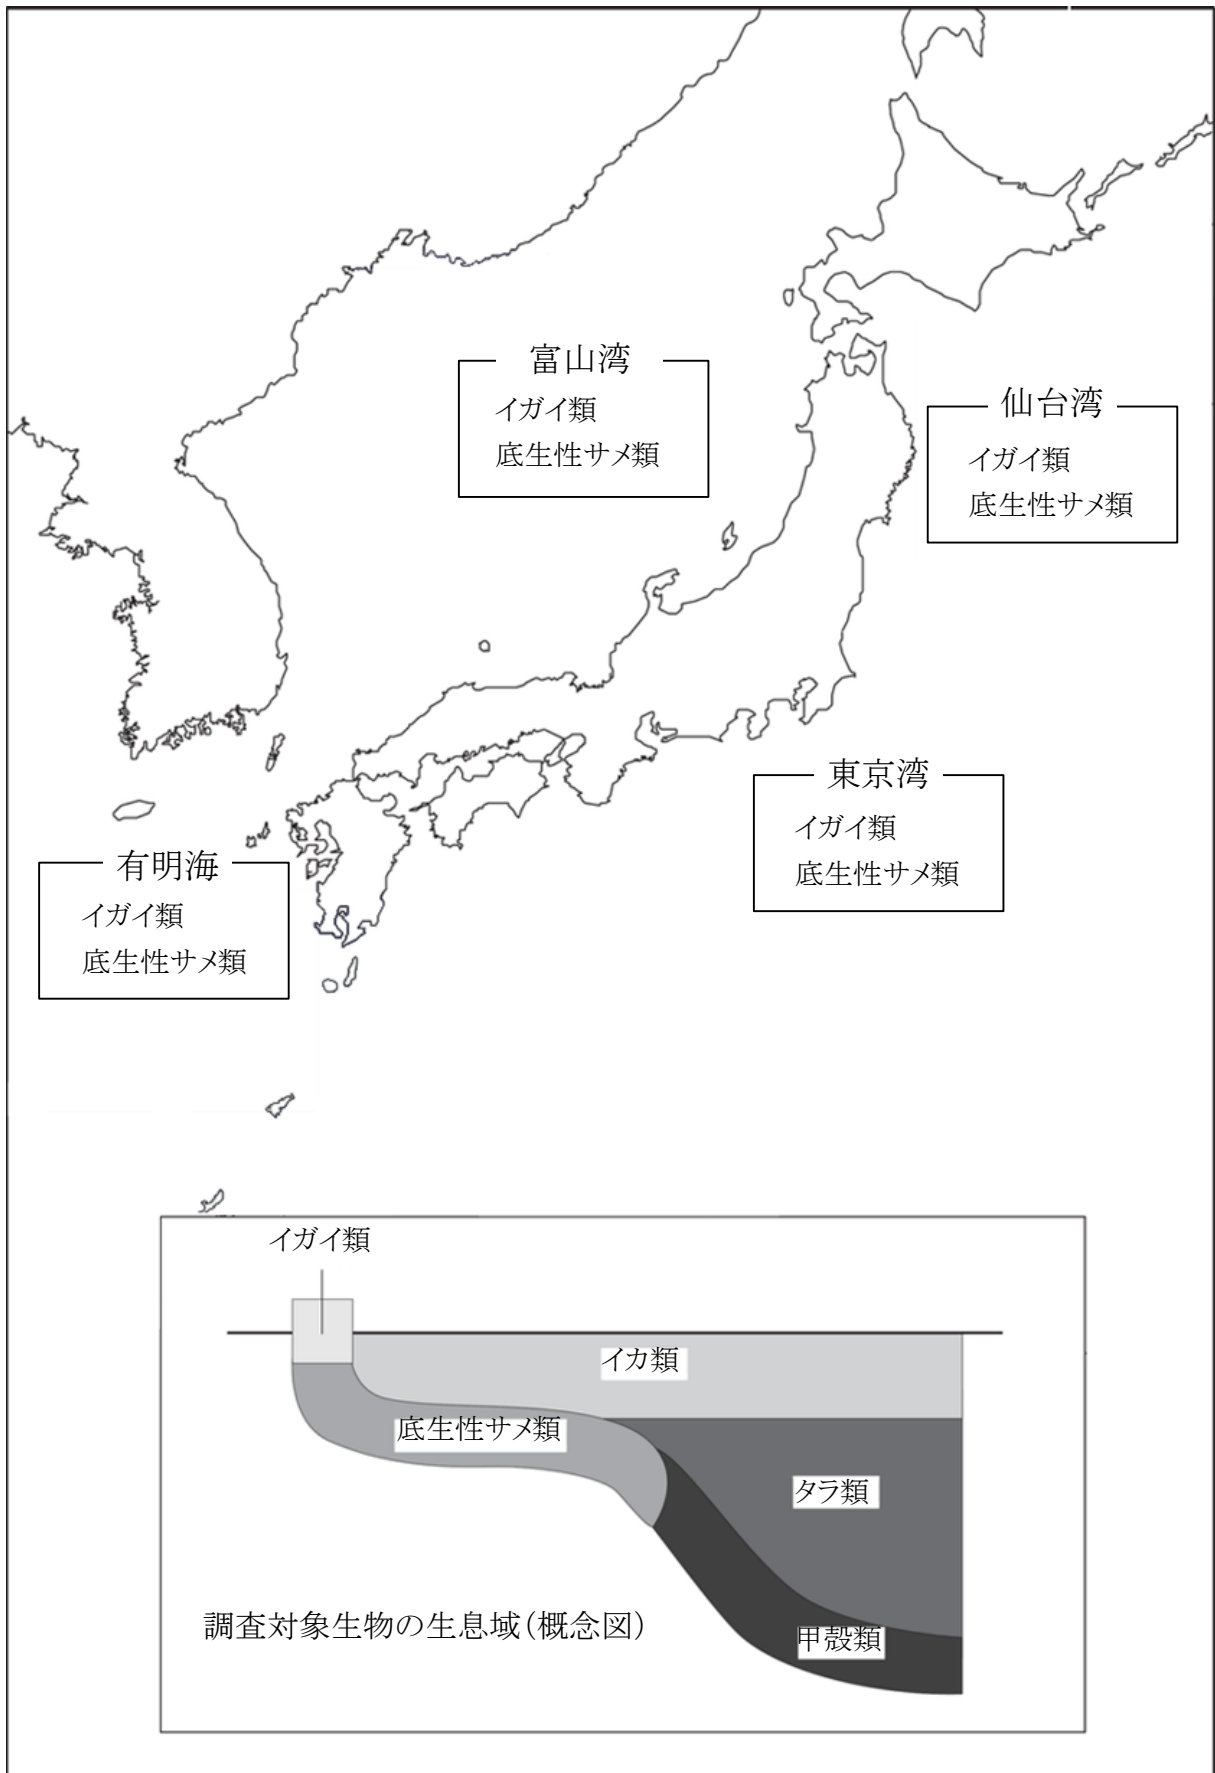 富山湾
イガイ類
底生性サメ類
仙台湾
イガイ類
底生性サメ類
東京湾
イガイ類
底生性サメ類
有明海
イガイ類
底生性サメ類
イガイ類
イカ類
底生性サメ類
タラ類
甲殻類
調査対象生物の生息域(概念図)